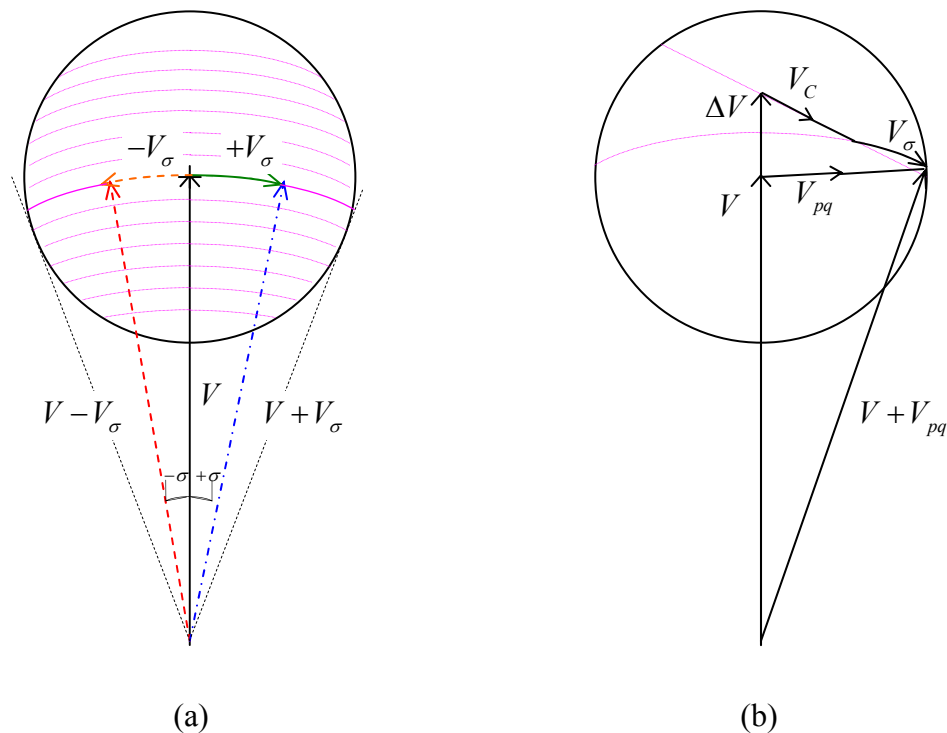 −V_σ +V_σ
V
V − V_σ
V + V_σ
−σ +σ
(a)
ΔV
V_C
V_σ
V
V_pq
V + V_pq
(b)